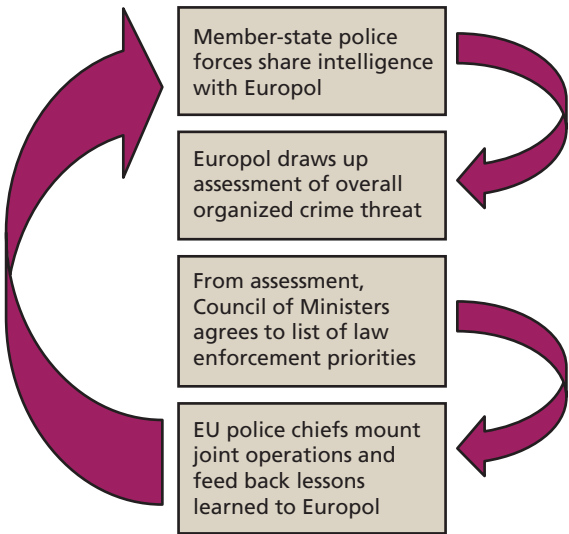 Member-state police
forces share intelligence
with Europol
Europol draws up
assessment of overall
organized crime threat
From assessment,
Council of Ministers
agrees to list of law
enforcement priorities
EU police chiefs mount
joint operations and
feed back lessons
learned to Europol